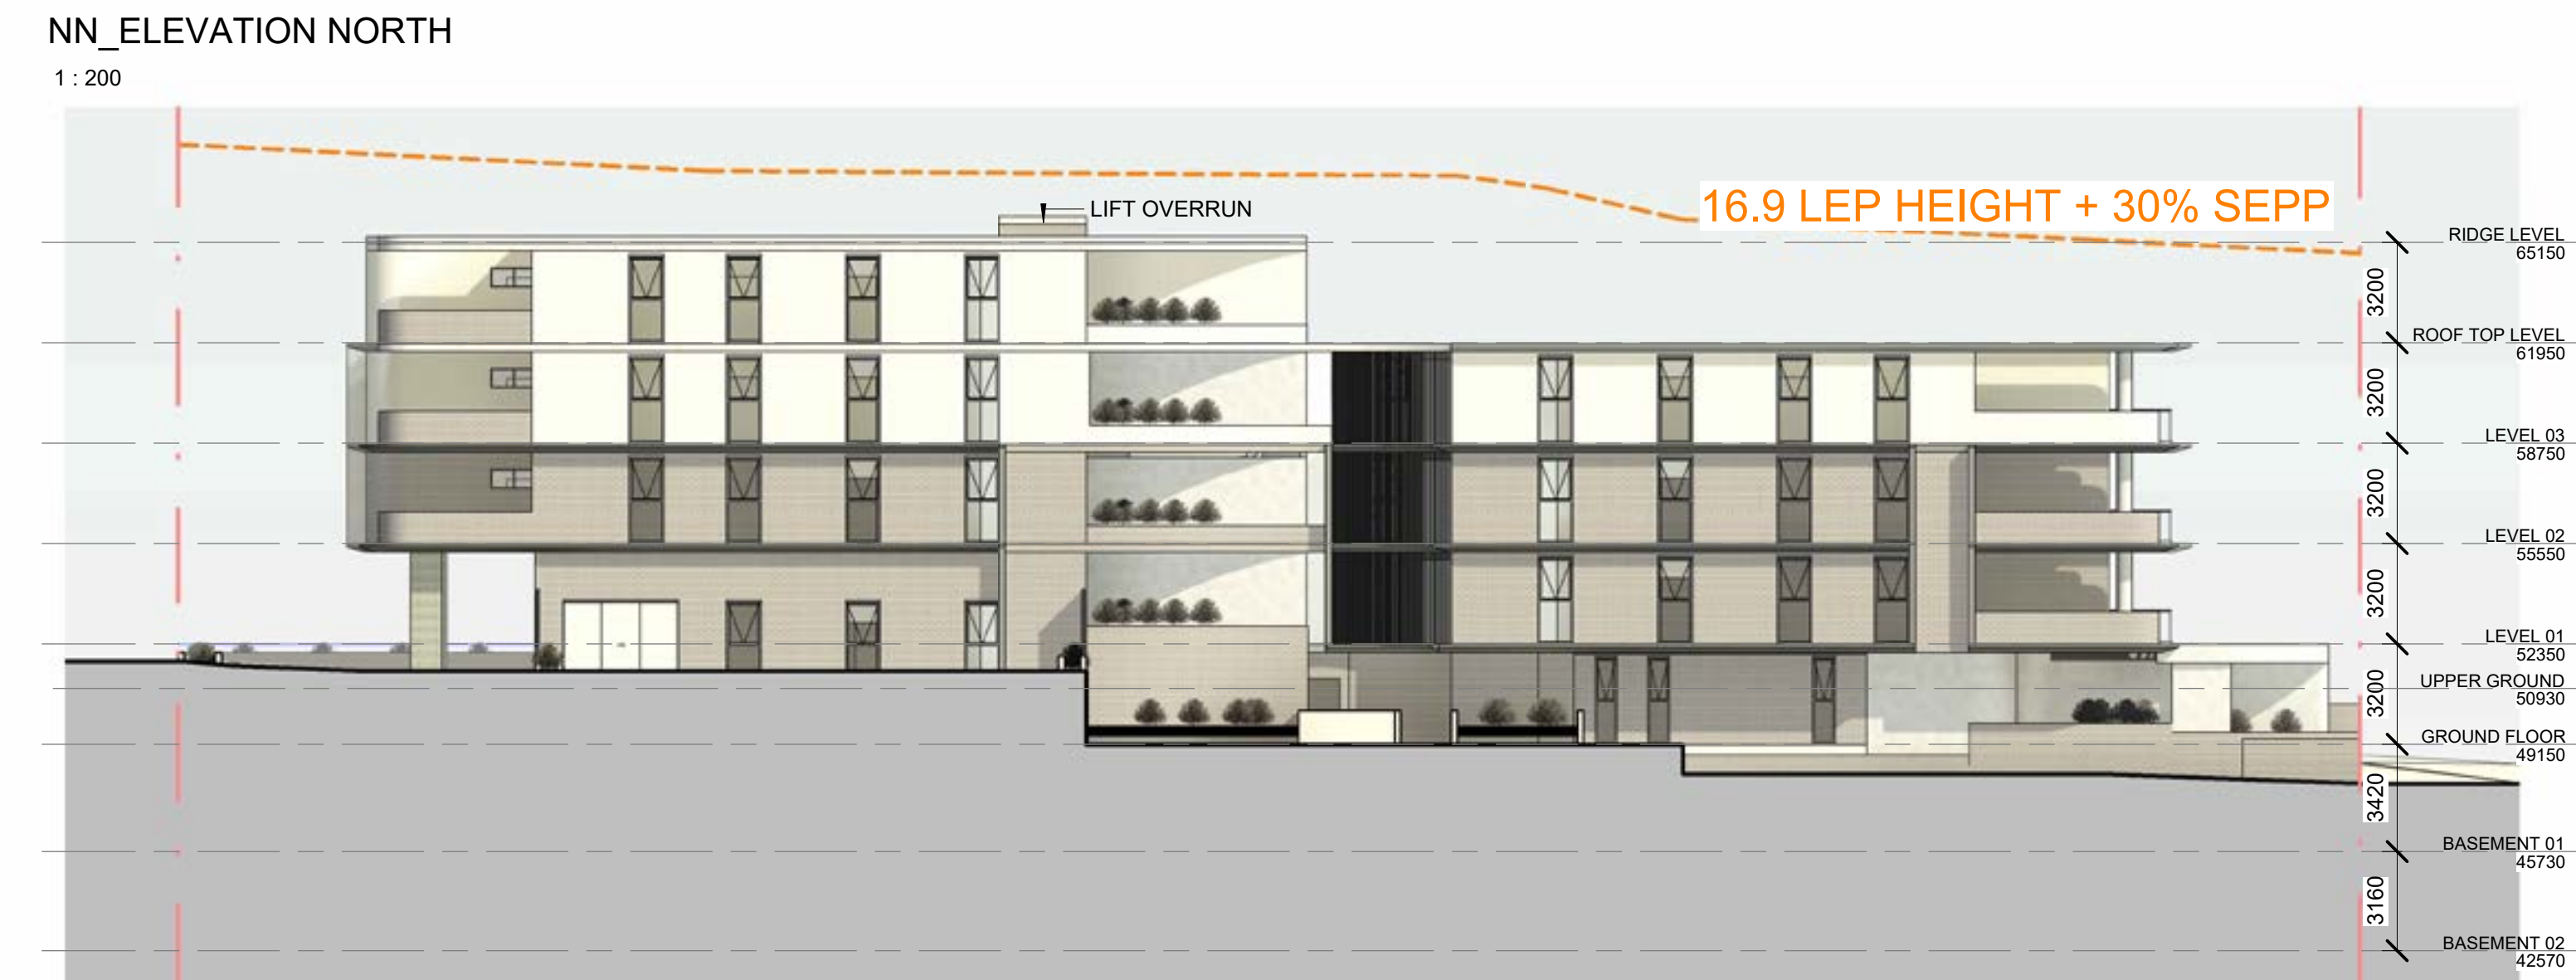 NN_ELEVATION NORTH
1 : 200
LIFT OVERRUN
16.9 LEP HEIGHT + 30% SEPP
RIDGE LEVEL
65150
3200
ROOF TOP LEVEL
61950
3200
LEVEL 03
58750
3200
LEVEL 02
55550
3200
LEVEL 01
52350
3200
UPPER GROUND
50930
GROUND FLOOR
49150
3420
BASEMENT 01
45730
3160
BASEMENT 02
42570